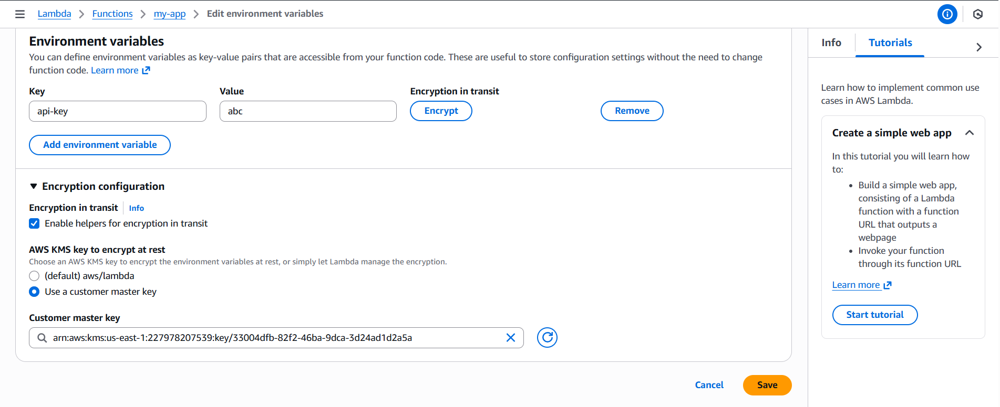 Lambda > Functions > my-app > Edit environment variables
Environment variables
You can define environment variables as key-value pairs that are accessible from your function code. These are useful to store configuration settings without the need to change
function code. Learn more
Key Value Encryption in transit
api-key abc Encrypt Remove
Add environment variable
Encryption configuration
Encryption in transit Info
Enable helpers for encryption in transit
AWS KMS key to encrypt at rest
Choose an AWS KMS key to encrypt the environment variables at rest, or simply let Lambda manage the encryption.
(default) aws/lambda
Use a customer master key
Customer master key
arn:aws:kms:us-east-1:227978207539:key/33004dfb-82f2-46ba-9dca-3d24ad1d2a5a
Cancel Save
Info Tutorials
Learn how to implement common use
cases in AWS Lambda.
Create a simple web app
In this tutorial you will learn how
to:
• Build a simple web app,
consisting of a Lambda
function with a function
URL that outputs a
webpage
• Invoke your function
through its function URL
Learn more
Start tutorial